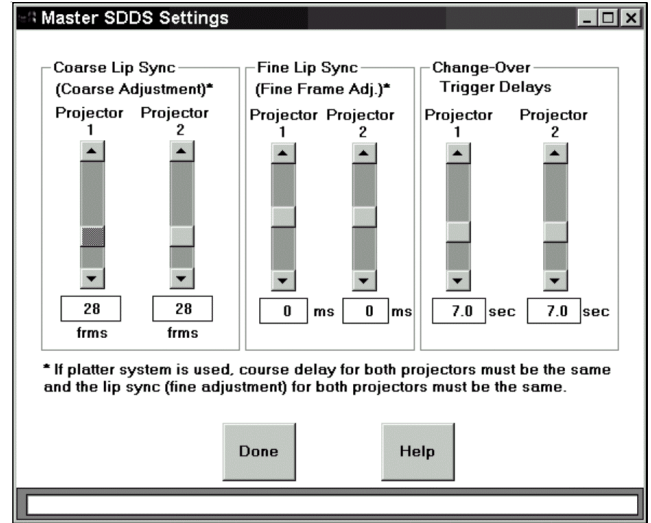 Master SDDS Settings
Coarse Lip Sync
(Coarse Adjustment)*
Projector 1
Projector 2
28
frms
28
frms
Fine Lip Sync
(Fine Frame Adj.)*
Projector 1
Projector 2
0 ms
0 ms
Change-Over
Trigger Delays
Projector 1
Projector 2
7.0 sec
7.0 sec
* If platter system is used, course delay for both projectors must be the same
and the lip sync (fine adjustment) for both projectors must be the same.
Done
Help